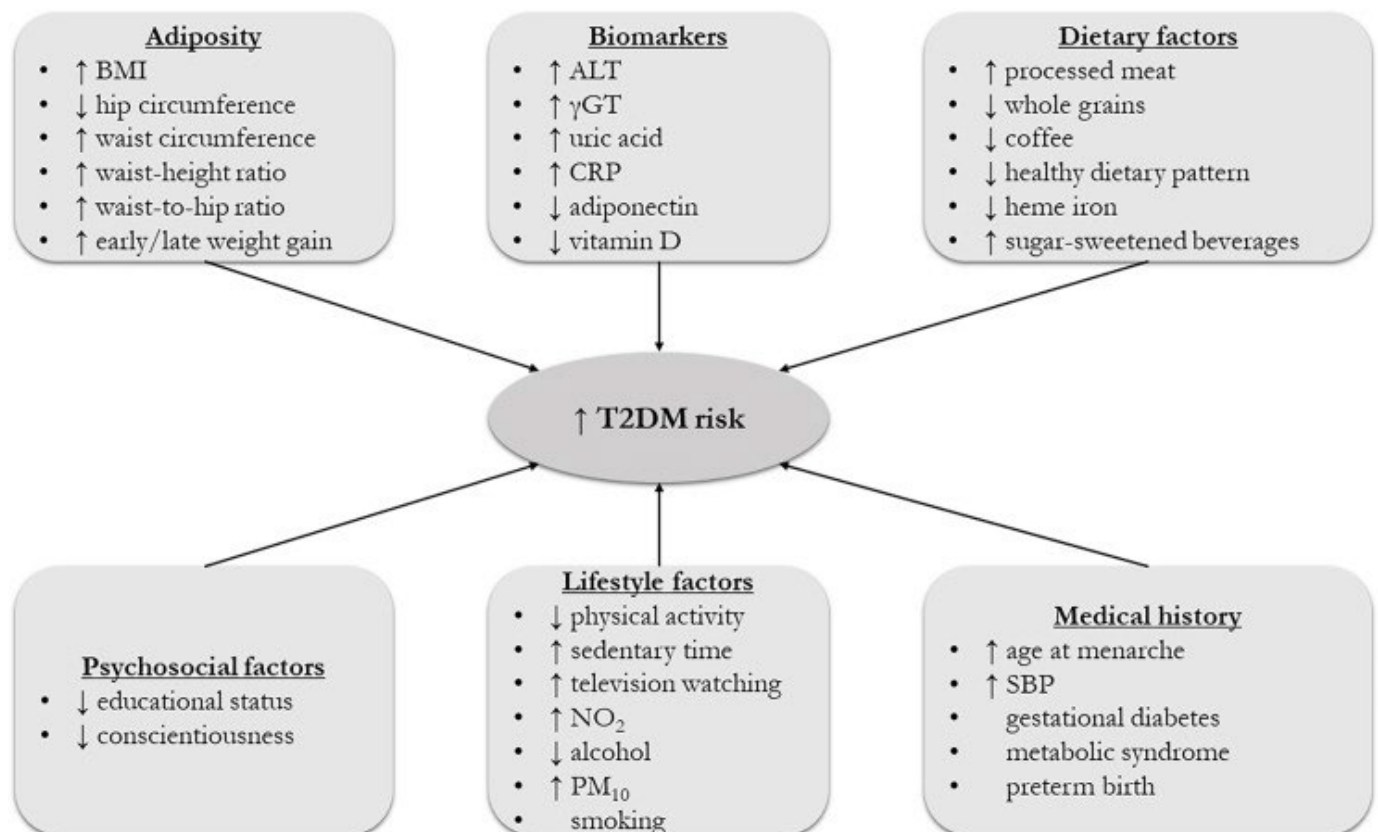 Adiposity
• ↑ BMI
• ↓ hip circumference
• ↑ waist circumference
• ↑ waist-height ratio
• ↑ waist-to-hip ratio
• ↑ early/late weight gain
Biomarkers
• ↑ ALT
• ↑ γGT
• ↑ uric acid
• ↑ CRP
• ↓ adiponectin
• ↓ vitamin D
Dietary factors
• ↑ processed meat
• ↓ whole grains
• ↓ coffee
• ↓ healthy dietary pattern
• ↓ heme iron
• ↑ sugar-sweetened beverages
↑ T2DM risk
Psychosocial factors
• ↓ educational status
• ↓ conscientiousness
Lifestyle factors
• ↓ physical activity
• ↑ sedentary time
• ↑ television watching
• ↑ NO₂
• ↓ alcohol
• ↑ PM₁₀
• smoking
Medical history
• ↑ age at menarche
• ↑ SBP
• gestational diabetes
• metabolic syndrome
• preterm birth